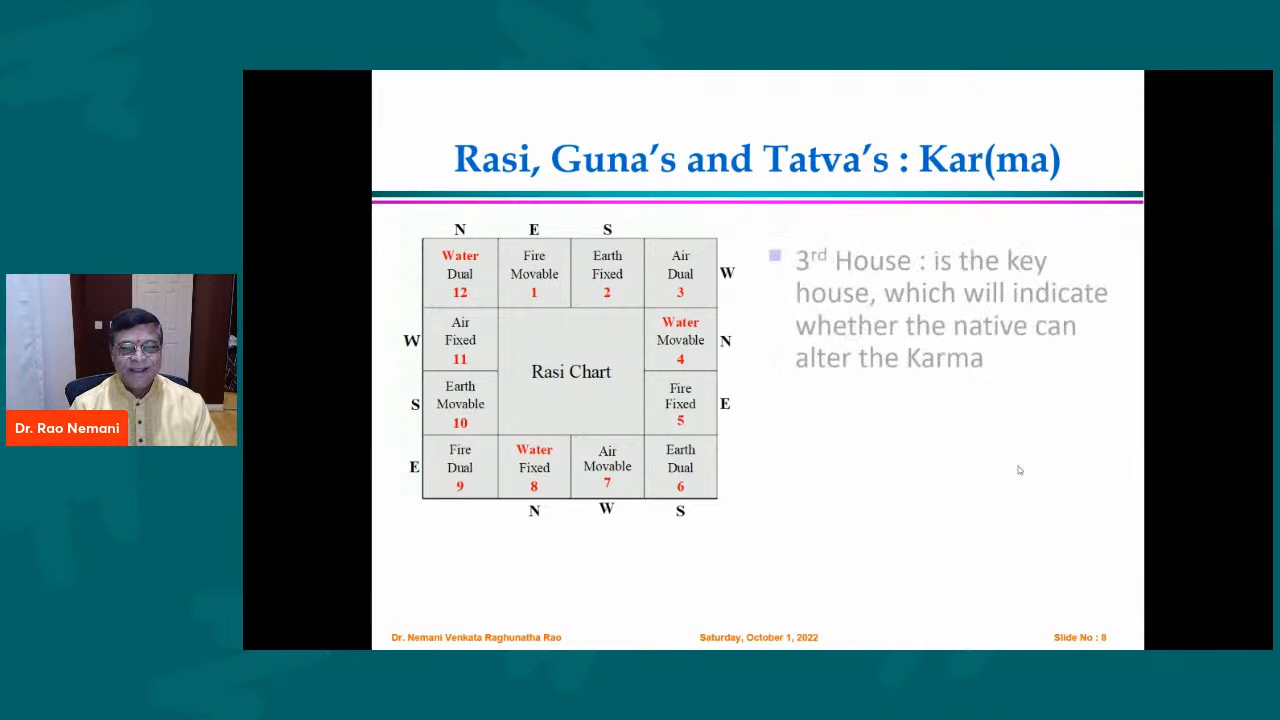 Rasi, Guna's and Tatva's : Kar(ma)
N E S
Water Fire Earth Air
Dual Movable Fixed Dual W
12 1 2 3
Air Water
W Fixed Movable N
11 4
Rasi Chart
Earth Fire
S Movable Fixed E
10 5
Fire Water Air Earth
E Dual Fixed Movable Dual
9 8 7 6
N W S
3rd House : is the key
house, which will indicate
whether the native can
alter the Karma
Dr. Rao Nemani
Dr. Nemani Venkata Raghunatha Rao Saturday, October 1, 2022 Slide No : 8